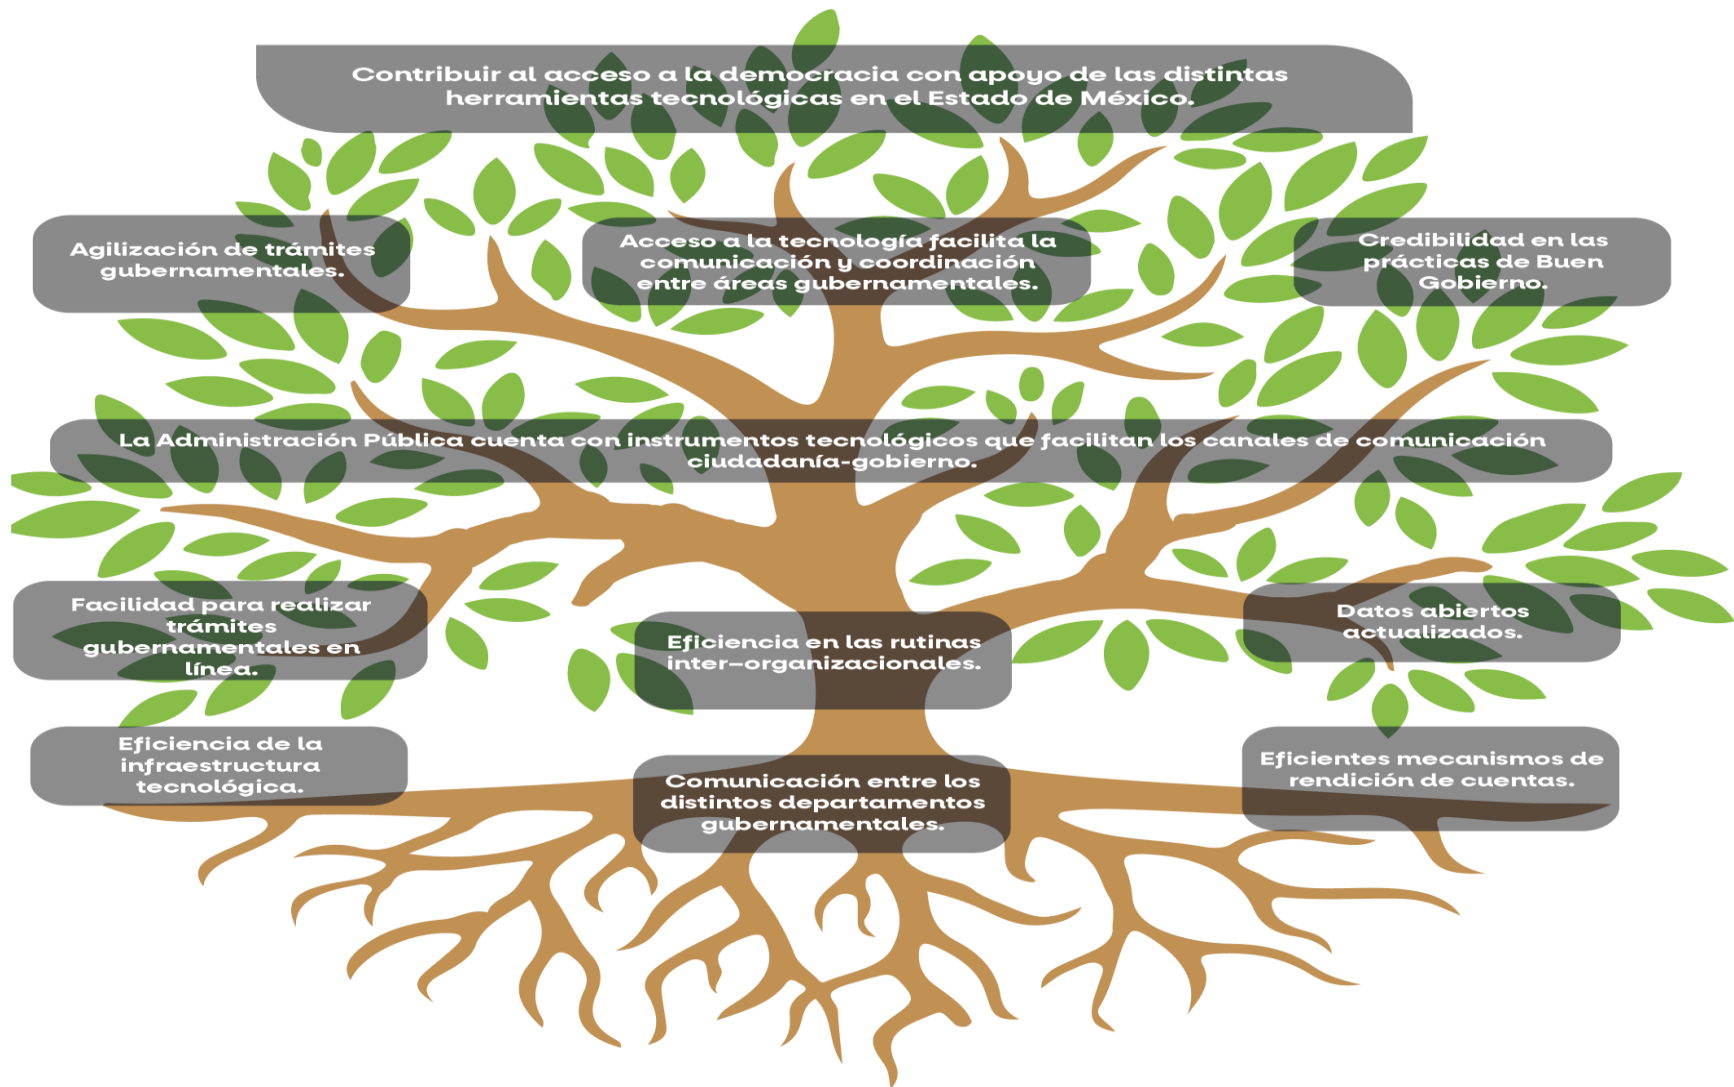 Contribuir al acceso a la democracia con apoyo de las distintas
herramientas tecnológicas en el Estado de México.
Agilización de trámites
gubernamentales.
Acceso a la tecnología facilita la
comunicación y coordinación
entre áreas gubernamentales.
Credibilidad en las
prácticas de Buen
Gobierno.
La Administración Pública cuenta con instrumentos tecnológicos que facilitan los canales de comunicación
ciudadanía-gobierno.
Facilidad para realizar
trámites
gubernamentales en
línea.
Eficiencia en las rutinas
inter-organizacionales.
Datos abiertos
actualizados.
Eficiencia de la
infraestructura
tecnológica.
Comunicación entre los
distintos departamentos
gubernamentales.
Eficientes mecanismos de
rendición de cuentas.